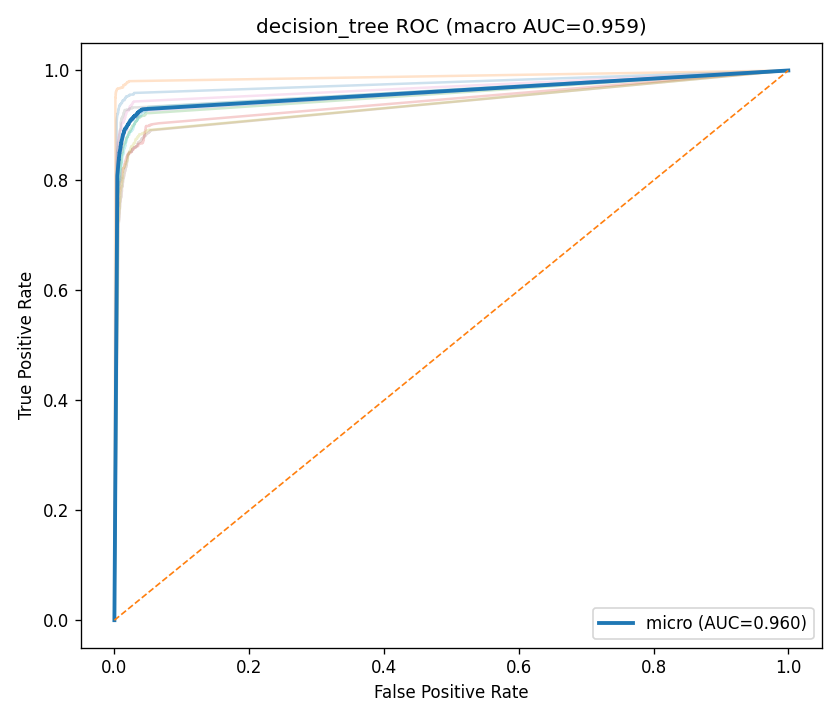 decision_tree ROC (macro AUC=0.959)
True Positive Rate
1.0
0.8
0.6
0.4
0.2
0.0
micro (AUC=0.960)
0.0 0.2 0.4 0.6 0.8 1.0
False Positive Rate